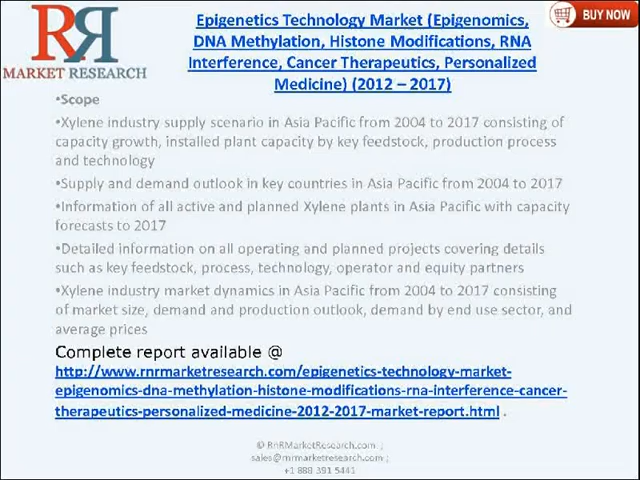 RR
MARKET RESEARCH
Epigenetics Technology Market (Epigenomics,
DNA Methylation, Histone Modifications, RNA
Interference, Cancer Therapeutics, Personalized
Medicine) (2012 – 2017)
BUY NOW
•Scope
•Xylene industry supply scenario in Asia Pacific from 2004 to 2017 consisting of
capacity growth, installed plant capacity by key feedstock, production process
and technology
•Supply and demand outlook in key countries in Asia Pacific from 2004 to 2017
•Information of all active and planned Xylene plants in Asia Pacific with capacity
forecasts to 2017
•Detailed information on all operating and planned projects covering details
such as key feedstock, process, technology, operator and equity partners
•Xylene industry market dynamics in Asia Pacific from 2004 to 2017 consisting
of market size, demand and production outlook, demand by end use sector, and
average prices
Complete report available @
http://www.rnrmarketresearch.com/epigenetics-technology-market-
epigenomics-dna-methylation-histone-modifications-rna-interference-cancer-
therapeutics-personalized-medicine-2012-2017-market-report.html .
© RnRMarketResearch.com ;
sales@rnrmarketresearch.com ;
+1 888 391 5441